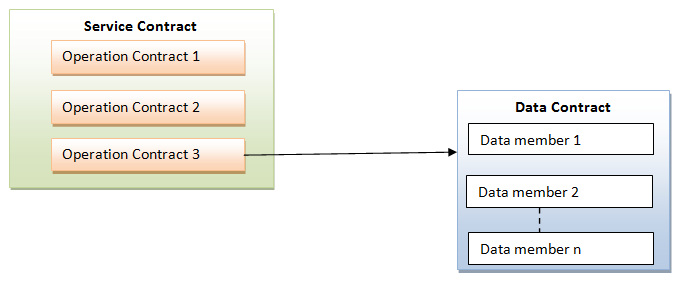 Service Contract
Operation Contract 1
Operation Contract 2
Operation Contract 3
Data Contract
Data member 1
Data member 2
Data member n